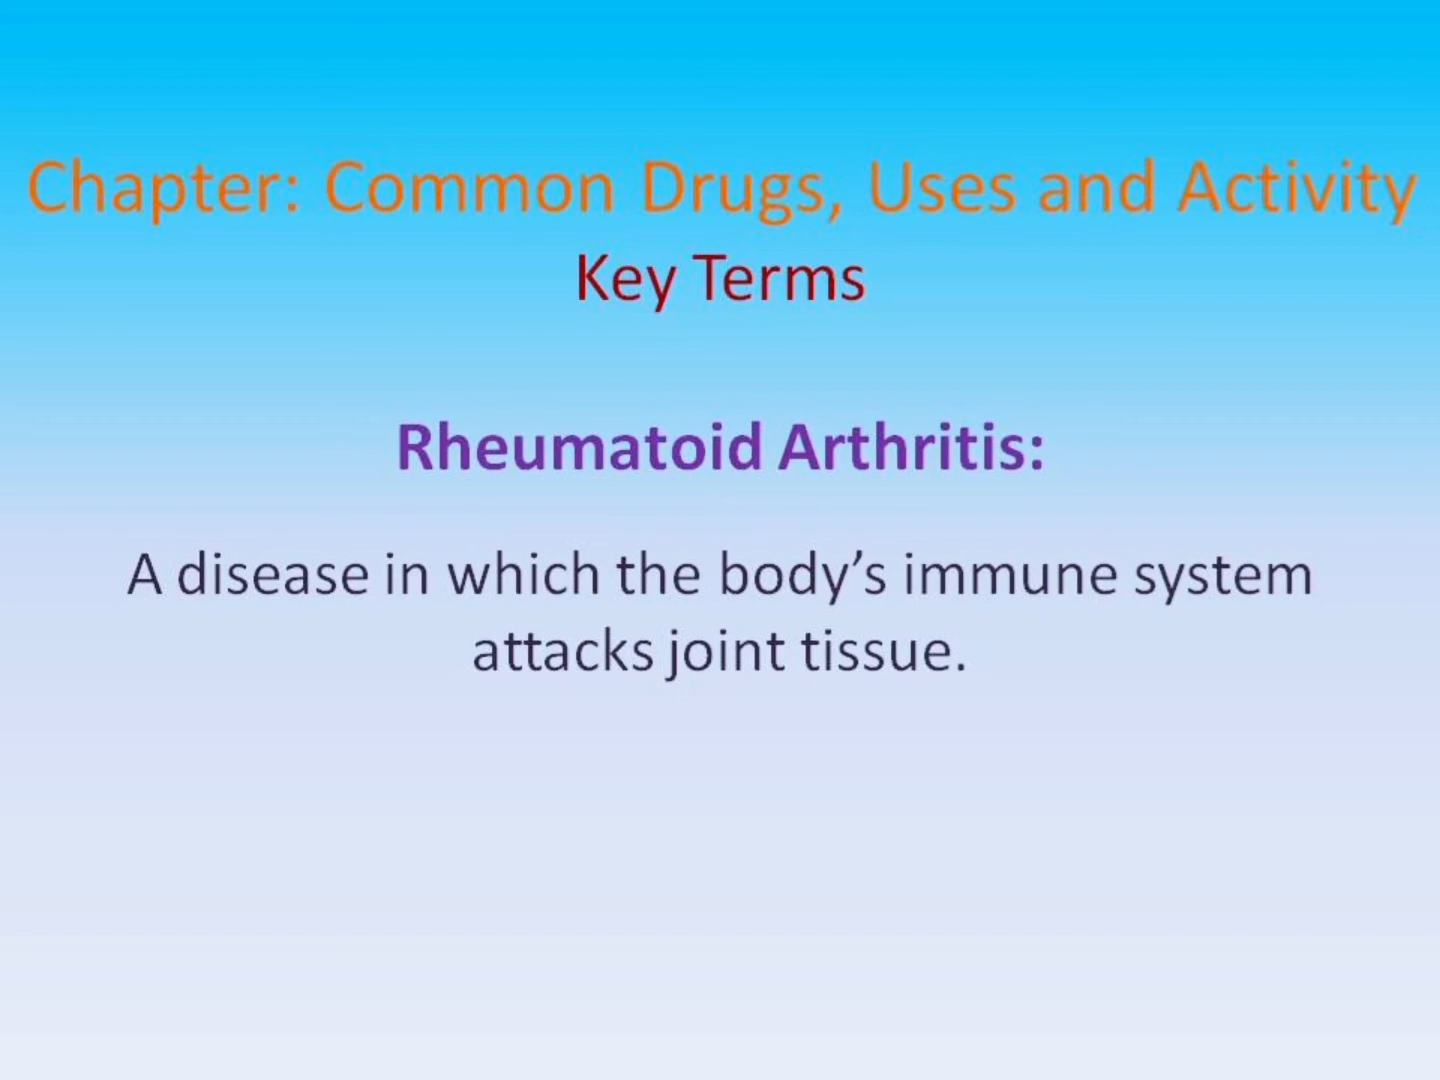 Chapter: Common Drugs, Uses and Activity
Key Terms
Rheumatoid Arthritis:
A disease in which the body’s immune system
attacks joint tissue.